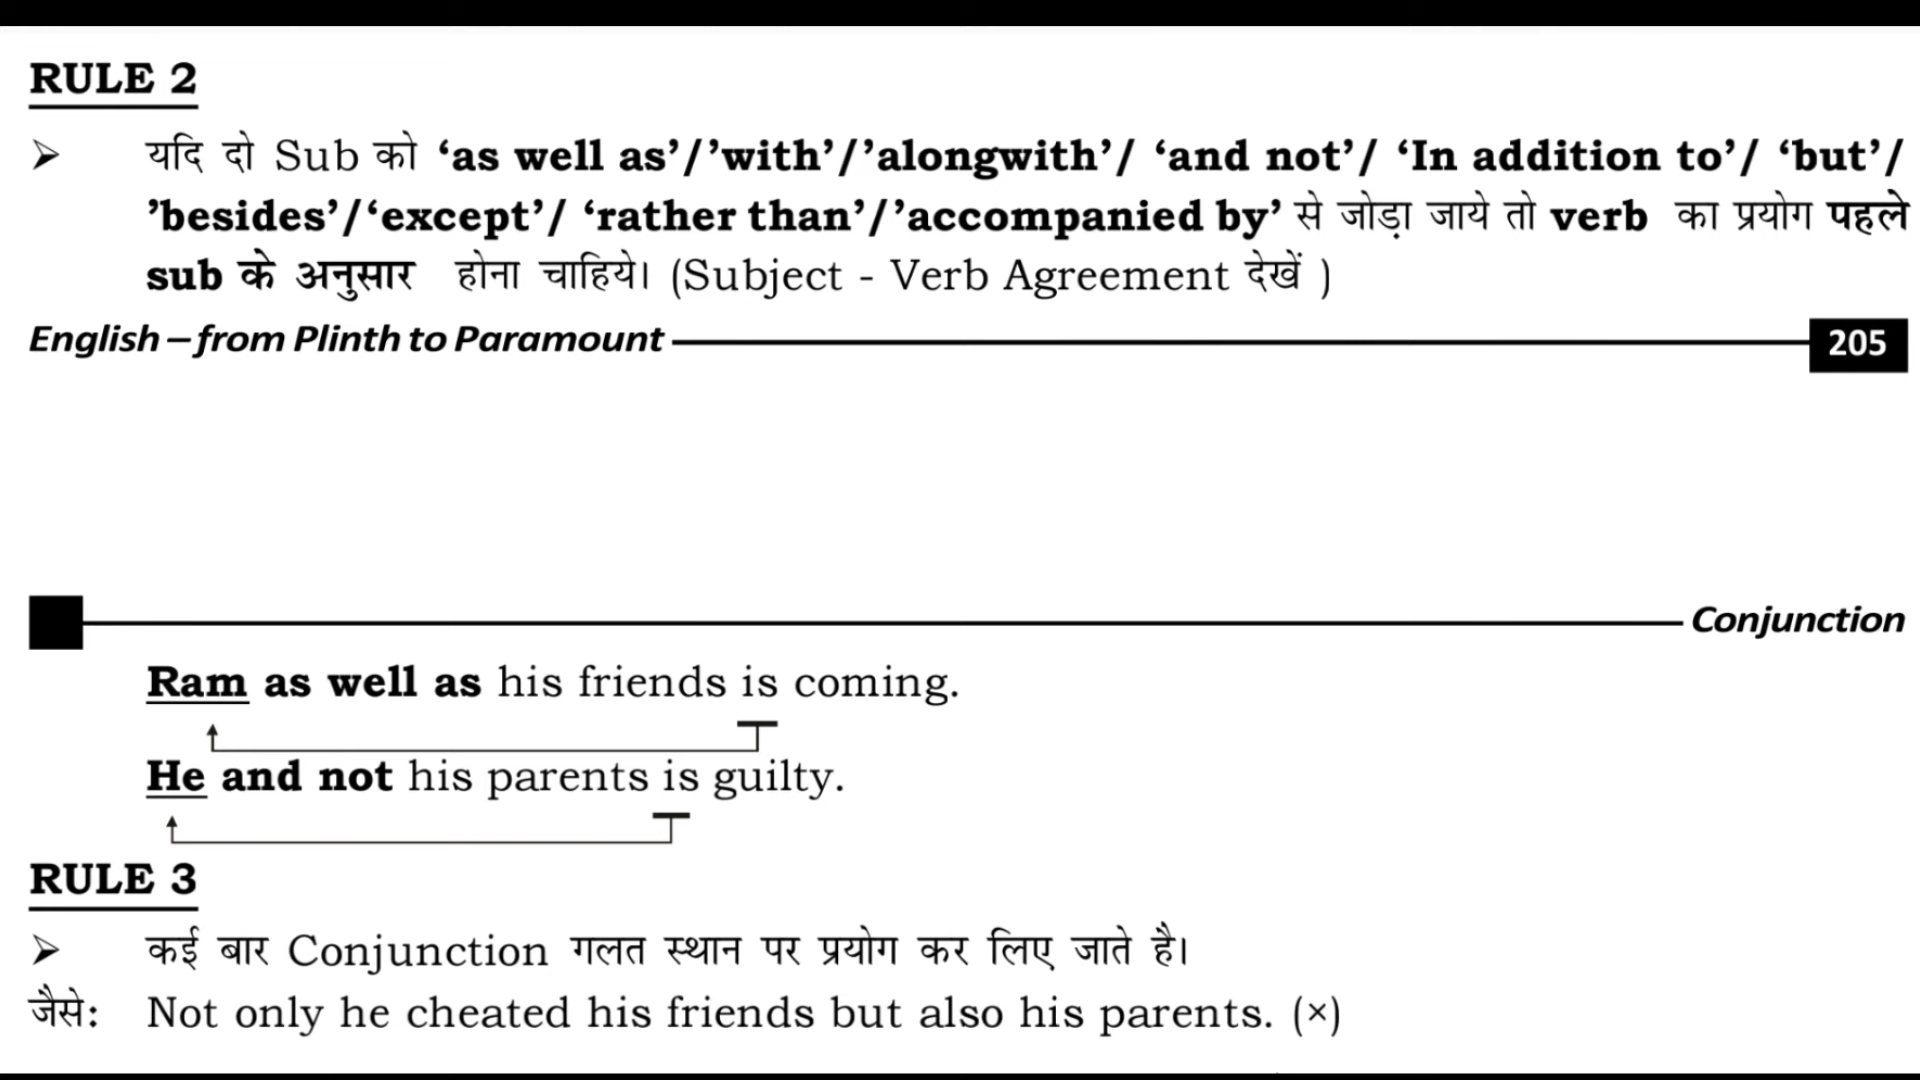 RULE 2
➢ यदि दो Sub को ‘as well as’/’with’/’alongwith’/ ‘and not’/ ‘In addition to’/ ‘but’/
’besides’/‘except’/ ‘rather than’/’accompanied by’ से जोड़ा जाये तो verb का प्रयोग पहले
sub के अनुसार होना चाहिये। (Subject - Verb Agreement देखें )
English – from Plinth to Paramount 205
Conjunction
Ram as well as his friends is coming.
He and not his parents is guilty.
RULE 3
➢ कई बार Conjunction गलत स्थान पर प्रयोग कर लिए जाते है।
जैसे: Not only he cheated his friends but also his parents. (×)